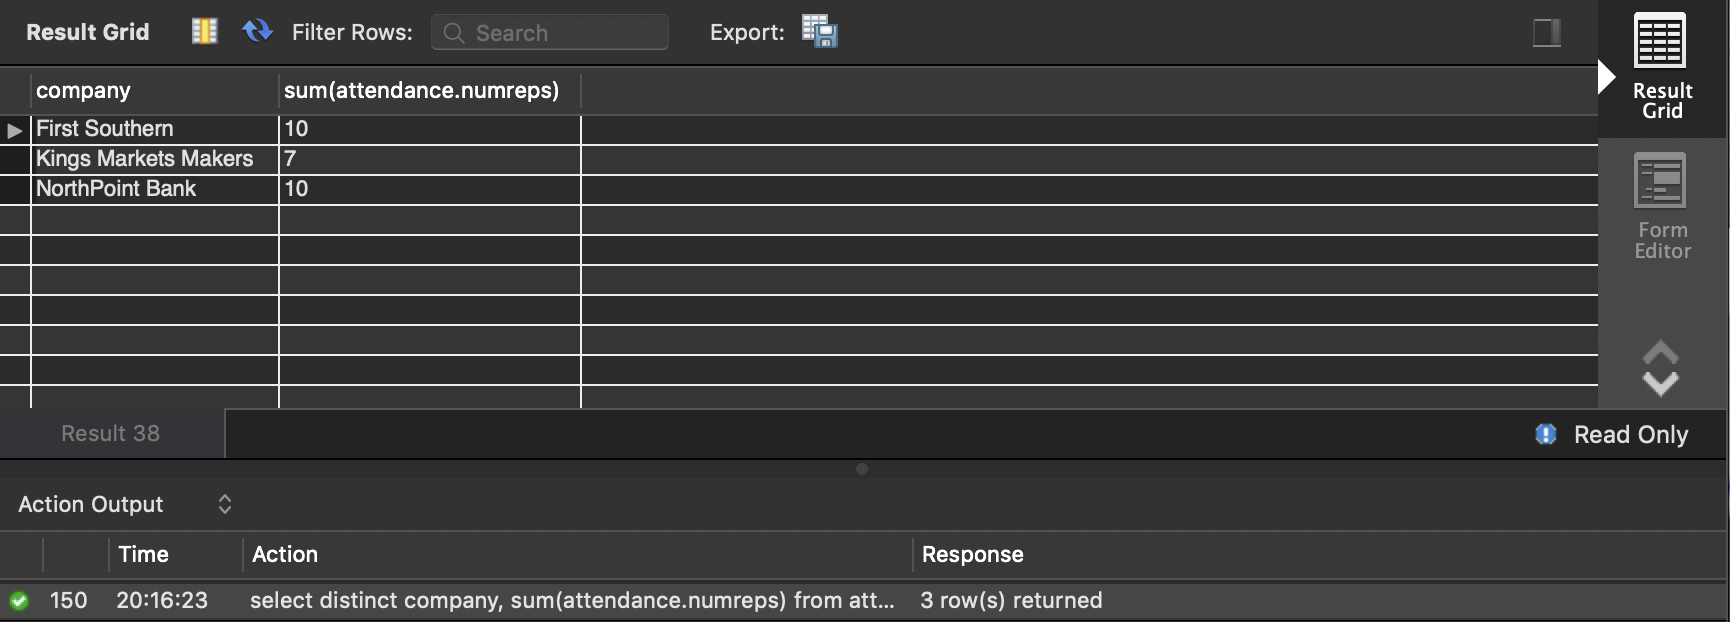 Result Grid Filter Rows: Search Export:
company sum(attendance.numreps)
First Southern 10
Kings Markets Makers 7
NorthPoint Bank 10
Result
Grid
Form
Editor
Result 38 Read Only
Action Output
Time Action Response
150 20:16:23 select distinct company, sum(attendance.numreps) from att... 3 row(s) returned